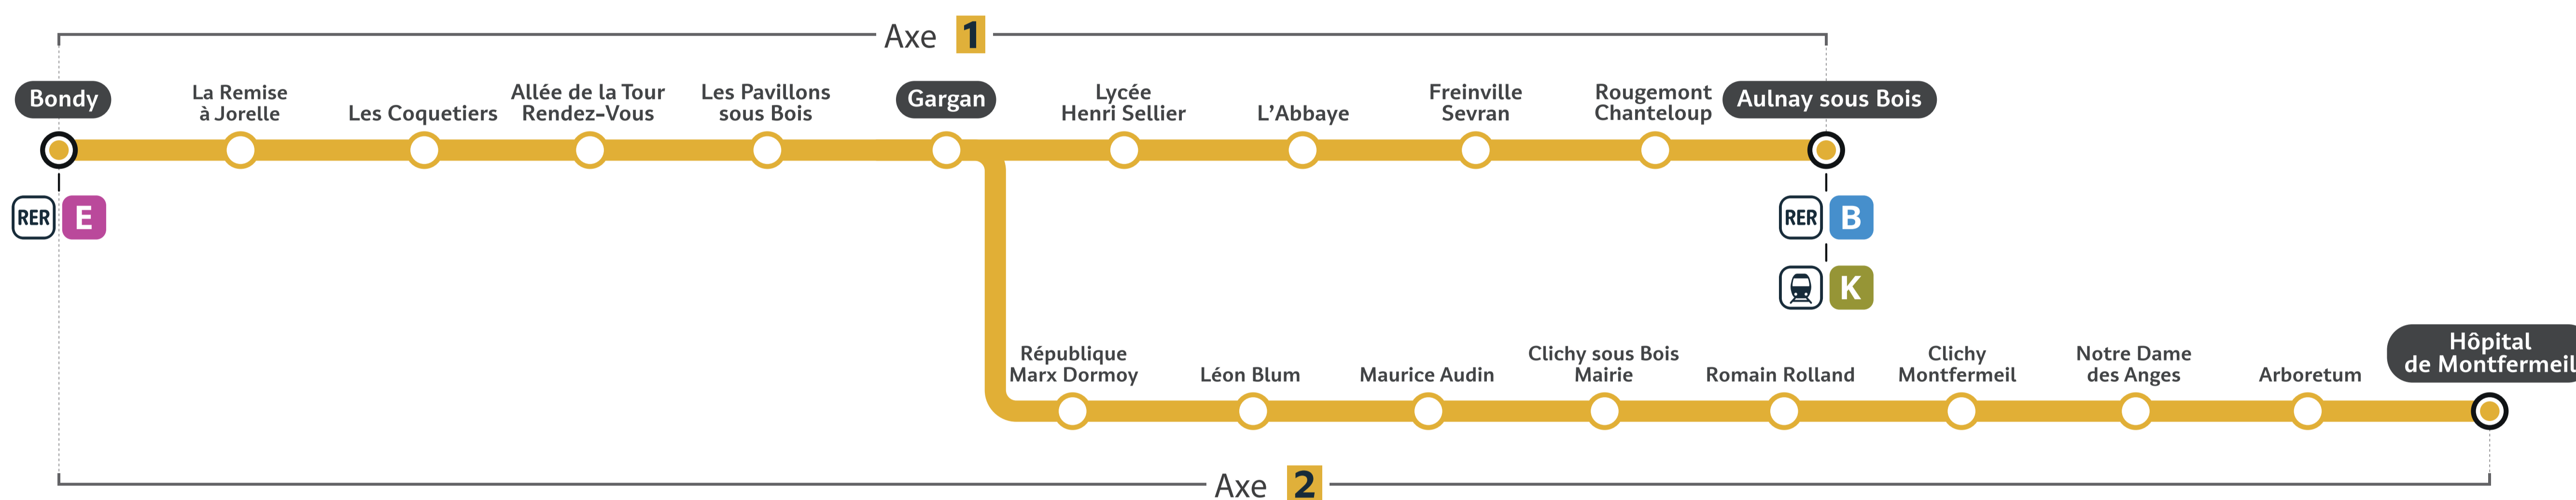 Axe 1
Bondy
La Remise
à Jorelle
Les Coquetiers
Allée de la Tour
Rendez-Vous
Les Pavillons
sous Bois
Gargan
Lycée
Henri Sellier
L'Abbaye
Freinville
Sevran
Rougemont
Chanteloup
Aulnay sous Bois
RER E
RER B
K
République
Marx Dormoy
Léon Blum
Maurice Audin
Clichy sous Bois
Mairie
Romain Rolland
Clichy
Montfermeil
Notre Dame
des Anges
Arboretum
Hôpital
de Montfermeil
Axe 2